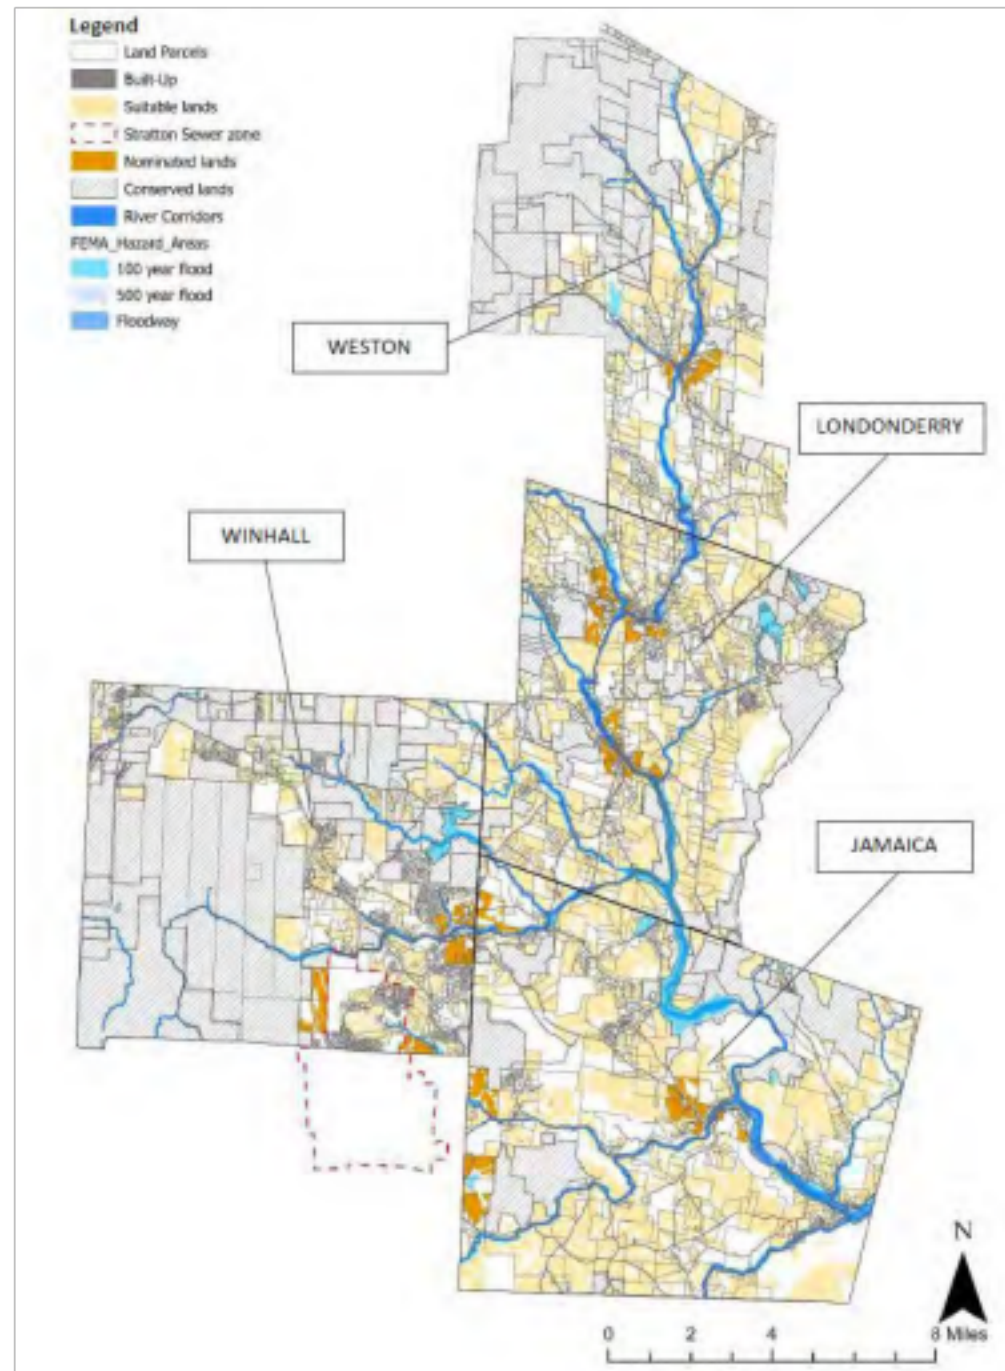 Legend
Land Parcels
Built-Up
Suitable lands
Stratton Sewer zone
Nominated lands
Conserved lands
River Corridors
FEMA_Hazard_Areas
100 year flood
500 year flood
Floodway
WESTON
LONDONDERRY
WINHALL
JAMAICA
N
0 2 4 8 Miles